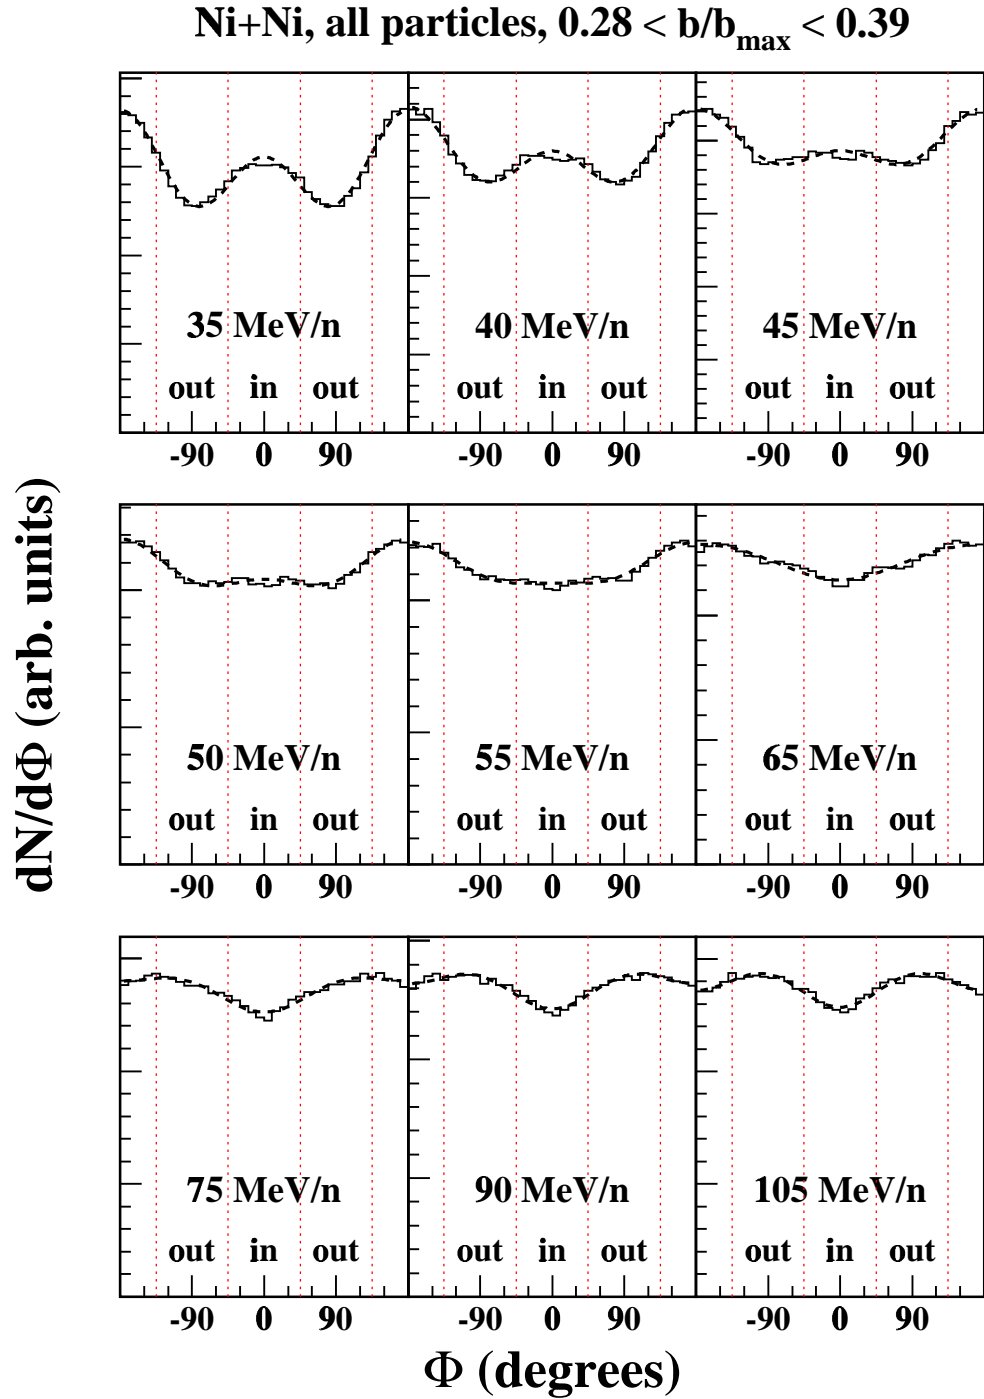 Ni+Ni, all particles, 0.28 < b/b_max < 0.39
35 MeV/n 40 MeV/n 45 MeV/n
out in out out in out out in out
-90 0 90 -90 0 90 -90 0 90
dN/dΦ (arb. units)
50 MeV/n 55 MeV/n 65 MeV/n
out in out out in out out in out
-90 0 90 -90 0 90 -90 0 90
75 MeV/n 90 MeV/n 105 MeV/n
out in out out in out out in out
-90 0 90 -90 0 90 -90 0 90
Φ (degrees)